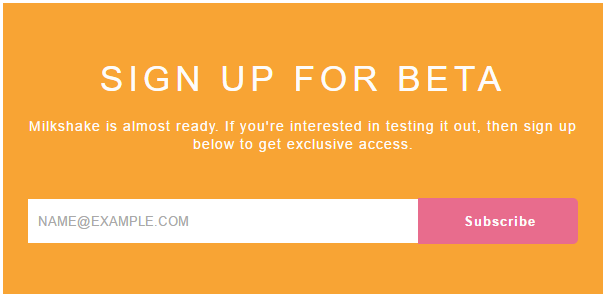 SIGN UP FOR BETA
Milkshake is almost ready. If you're interested in testing it out, then sign up
below to get exclusive access.
NAME@EXAMPLE.COM
Subscribe